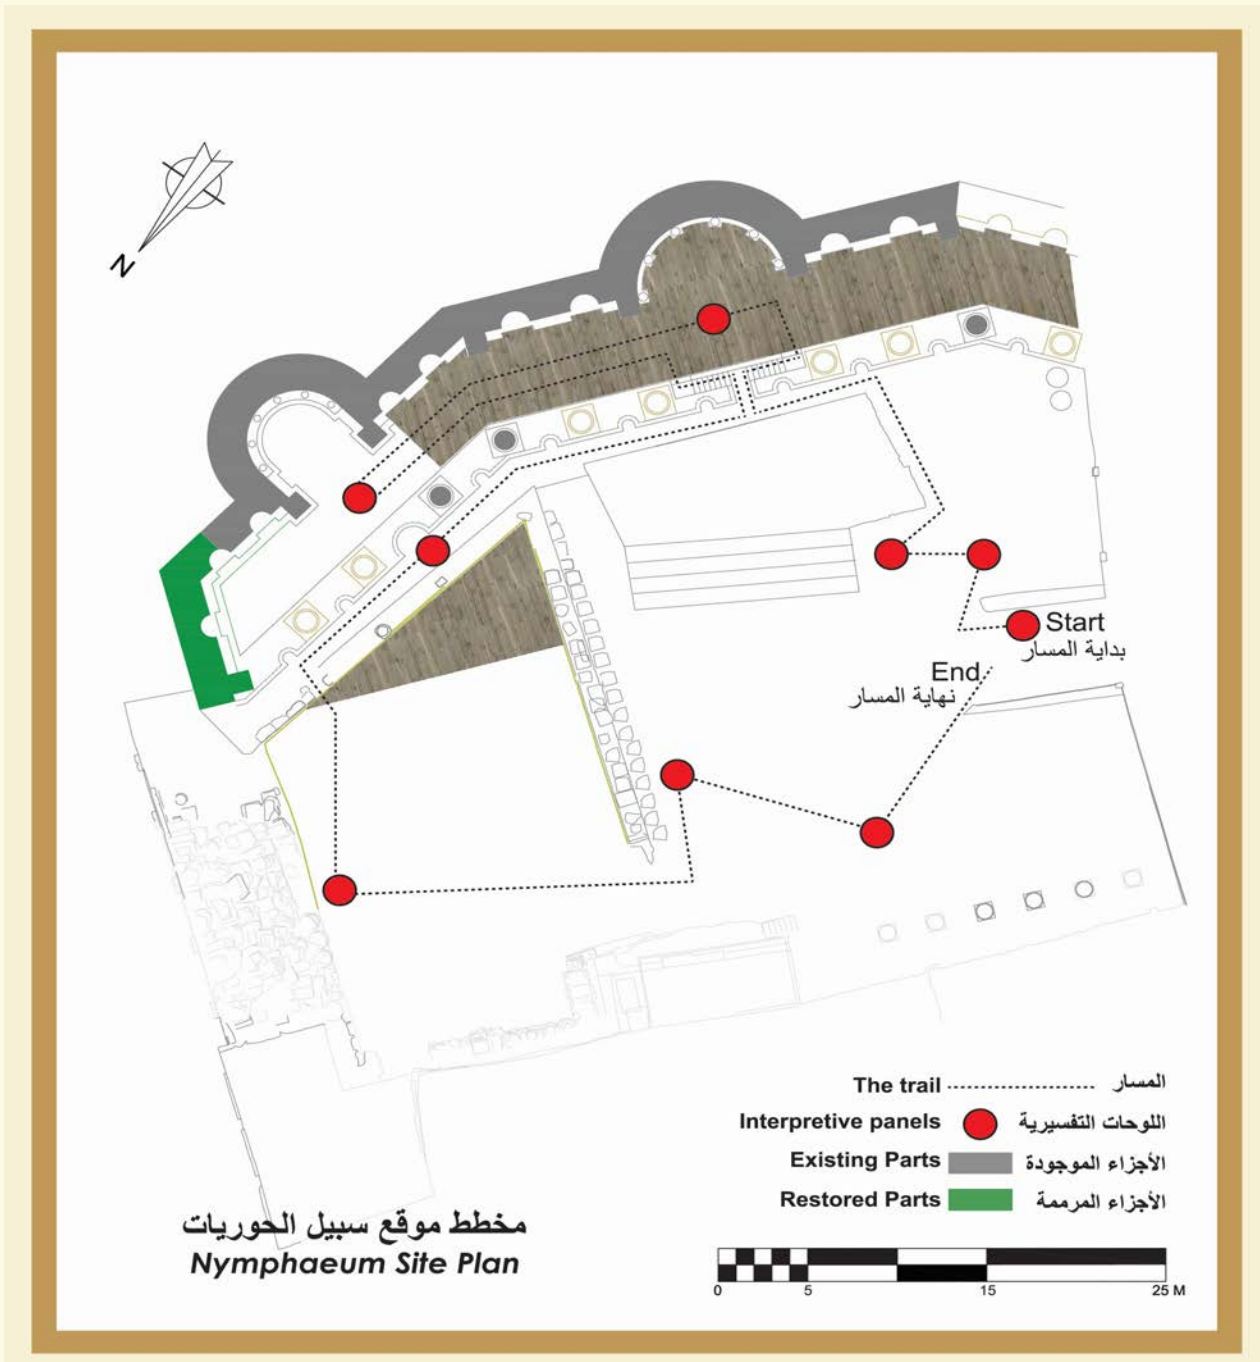 N
Start
بداية المسار
End
نهاية المسار
The trail المسار
Interpretive panels اللوحات التفسيرية
Existing Parts الأجزاء الموجودة
Restored Parts الأجزاء المرممة
مخطط موقع سبيل الحوريات
Nymphaeum Site Plan
0 5 15 25 M